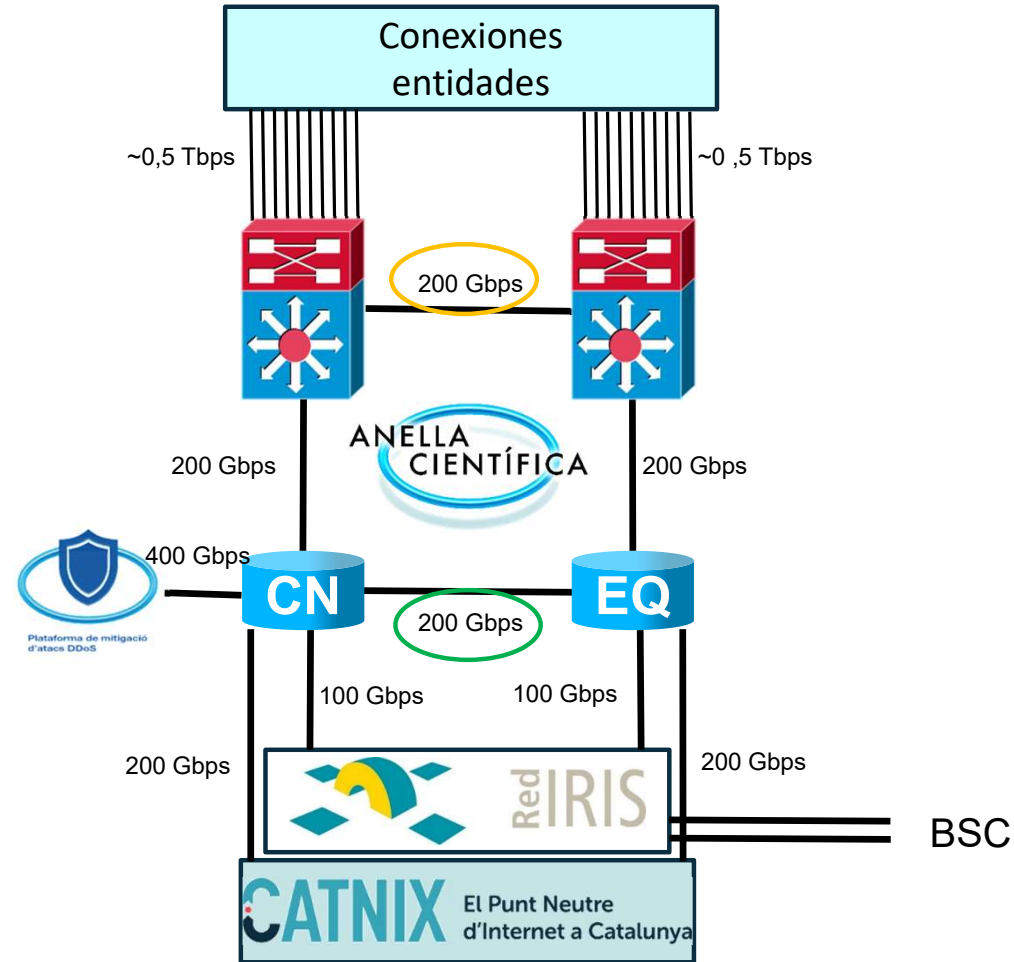 Conexiones
entidades
~0,5 Tbps
~0 ,5 Tbps
200 Gbps
ANELLA
CIENTÍFICA
200 Gbps
200 Gbps
400 Gbps
CN
EQ
200 Gbps
Plataforma de mitigació
d'atacs DDoS
100 Gbps
100 Gbps
200 Gbps
200 Gbps
Red
IRIS
BSC
CATNIX
El Punt Neutre
d'Internet a Catalunya